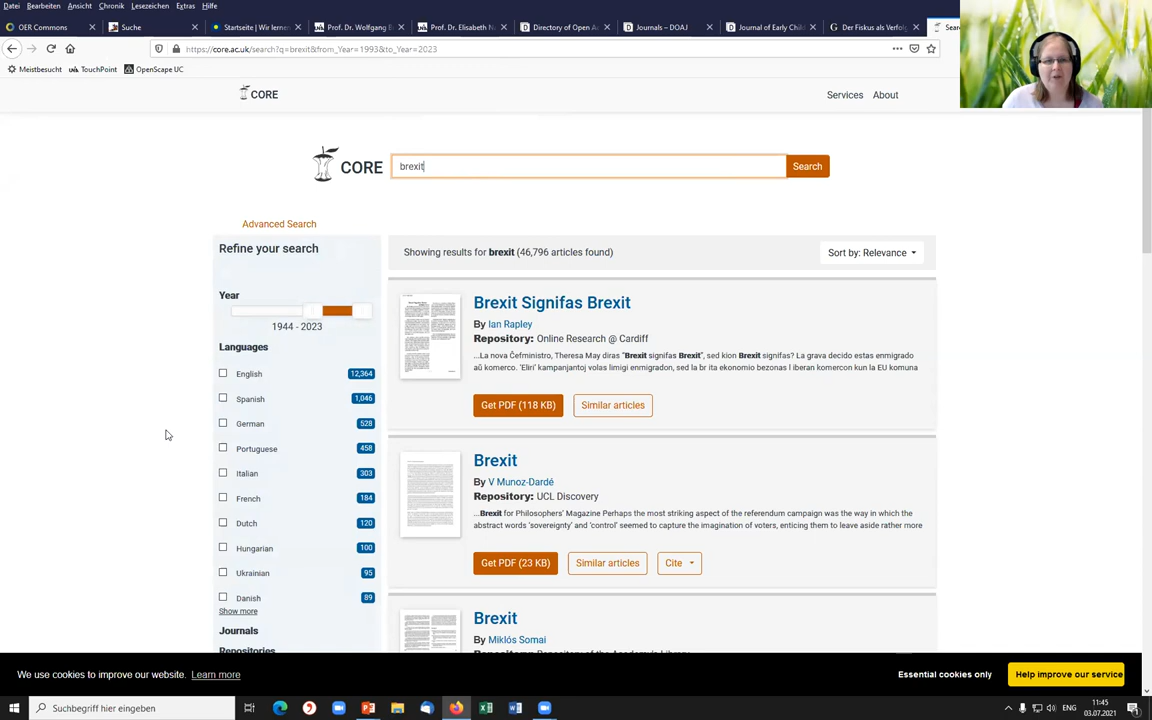 Datei Bearbeiten Ansicht Chronik Lesezeichen Extras Hilfe
OER Commons
Suche
Startseite | Wir lernen
Prof. Dr. Wolfgang B
Prof. Dr. Elisabeth N
Directory of Open Ac
Journals – DOAJ
Journal of Early Child
Der Fiskus als Verfolg
Sear
https://core.ac.uk/search?q=brexit&from_Year=1993&to_Year=2023
Meistbesucht TouchPoint OpenScape UC
CORE
Services About
CORE
brexit
Search
Advanced Search
Refine your search
Showing results for brexit (46,796 articles found)
Sort by: Relevance
Year
1944 - 2023
Languages
English 12,364
Spanish 1,046
German 528
Portuguese 458
Italian 303
French 184
Dutch 120
Hungarian 100
Ukrainian 95
Danish 89
Show more
Journals
Repositories
Brexit Signifas Brexit
By Ian Rapley
Repository: Online Research @ Cardiff
...La nova Ĉefministro, Theresa May diras "Brexit signifas Brexit", sed kion Brexit signifas? La grava decido estas enmigrado
aŭ komerco. 'Eliri' kampanjantoj volas limigi enmigradon, sed la br ita ekonomio bezonas l iberan komercon kun la EU komuna
Get PDF (118 KB)
Similar articles
Brexit
By V Munoz-Dardé
Repository: UCL Discovery
...Brexit for Philosophers' Magazine Perhaps the most striking aspect of the referendum campaign was the way in which the
abstract words 'sovereignty' and 'control' seemed to capture the imagination of voters, enticing them to leave aside rather more
Get PDF (23 KB)
Similar articles
Cite
Brexit
By Miklós Somai
We use cookies to improve our website. Learn more
Essential cookies only
Help improve our service
Suchbegriff hier eingeben
ENG
11:45
03.07.2021